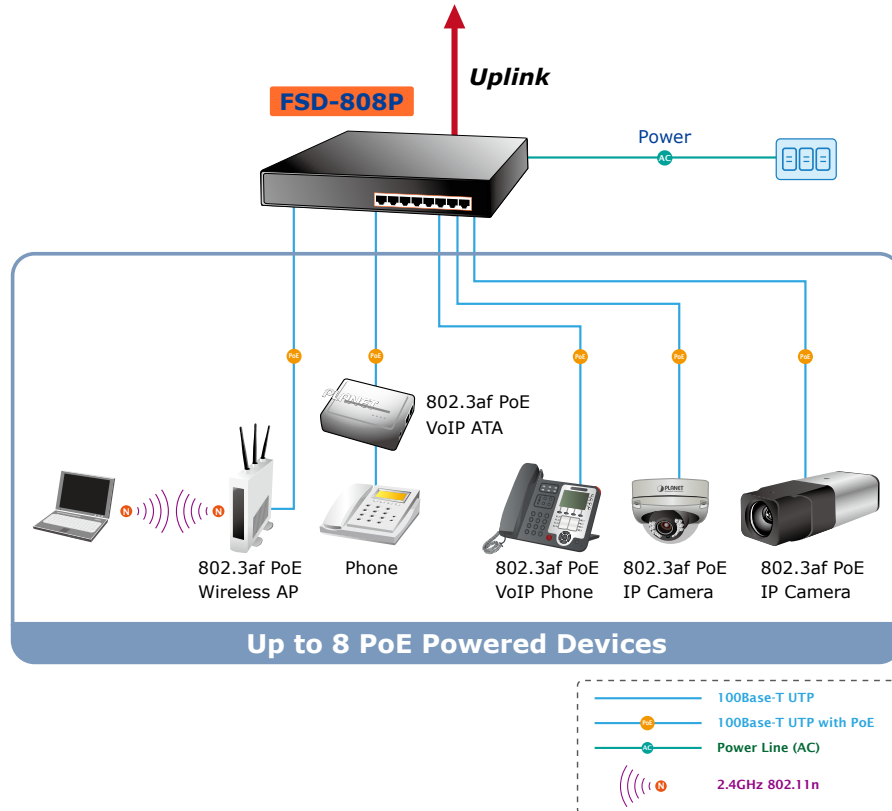 Uplink
FSD-808P
Power
AC
PoE
PoE
PoE
PoE
PoE
PLANET
802.3af PoE
VoIP ATA
PLANET
N
N
802.3af PoE
Wireless AP
Phone
802.3af PoE
VoIP Phone
802.3af PoE
IP Camera
802.3af PoE
IP Camera
Up to 8 PoE Powered Devices
100Base-T UTP
PoE
100Base-T UTP with PoE
AC
Power Line (AC)
N
2.4GHz 802.11n